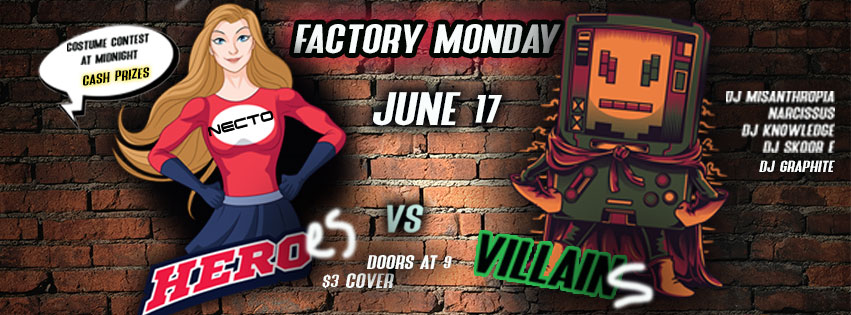 COSTUME CONTEST
AT MIDNIGHT
CASH PRIZES
FACTORY MONDAY
JUNE 17
NECTO
DJ MISANTHROPIA
NARCISSUS
DJ KNOWLEDGE
DJ SKOOR E
DJ GRAPHITE
HEROes
VS
VILLAINS
DOORS AT 9
$3 COVER